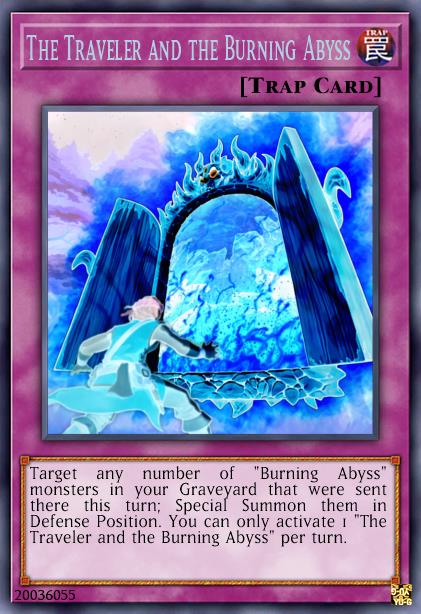 The Traveler and the Burning Abyss
TRAP
罠
[Trap Card]
Target any number of "Burning Abyss"
monsters in your Graveyard that were sent
there this turn; Special Summon them in
Defense Position. You can only activate 1 "The
Traveler and the Burning Abyss" per turn.
20036055